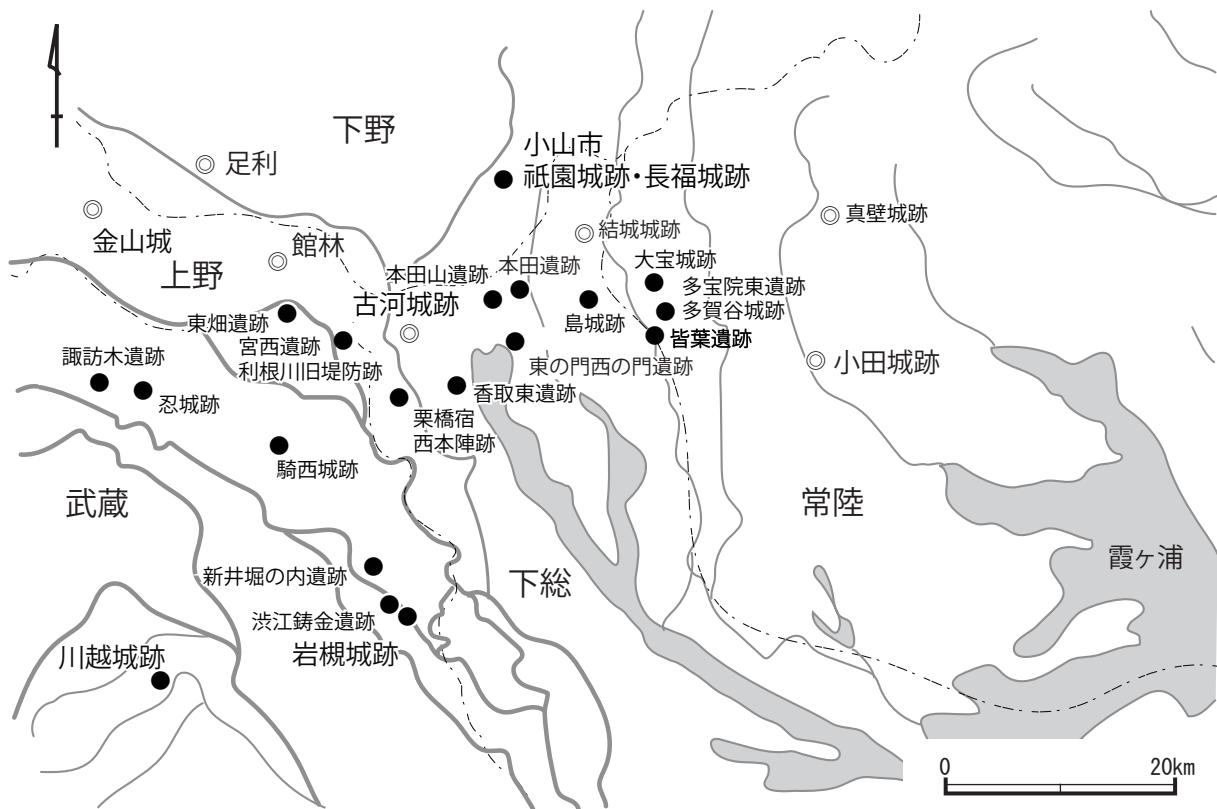 下野
小山市
祇園城跡・長福城跡
足利
真壁城跡
金山城
結城城跡
館林
大宝城跡
上野
本田山遺跡
本田遺跡
多宝院東遺跡
古河城跡
多賀谷城跡
東畑遺跡
島城跡
皆葉遺跡
宮西遺跡
利根川旧堤防跡
諏訪木遺跡
東の門西の門遺跡
小田城跡
忍城跡
香取東遺跡
栗橋宿
西本陣跡
騎西城跡
武蔵
常陸
霞ヶ浦
新井堀の内遺跡
下総
渋江鋳金遺跡
岩槻城跡
川越城跡
0 20km